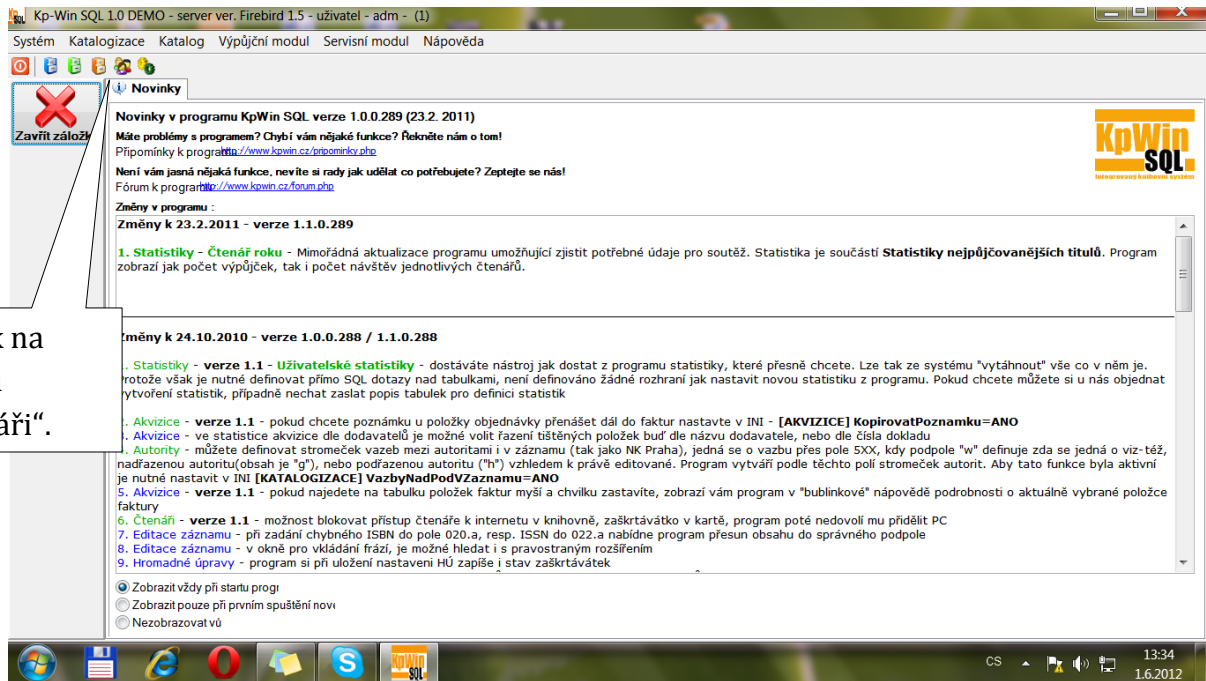 Kp-Win SQL 1.0 DEMO - server ver. Firebird 1.5 - uživatel - adm - (1)
Systém Katalogizace Katalog Výpůjční modul Servisní modul Nápověda
Novinky
Zavřít záložk
Novinky v programu KpWin SQL verze 1.0.0.289 (23.2. 2011)
Máte problémy s programem? Chybí vám nějaké funkce? Řekněte nám o tom!
Připomínky k programu http://www.kpwin.cz/pripominky.php
Není vám jasná nějaká funkce, nevíte si rady jak udělat co potřebujete? Zeptejte se nás!
Fórum k programu http://www.kpwin.cz/forum.php
KpWin
SQL
Integrovaný knihovní systém
Změny v programu :
Změny k 23.2.2011 - verze 1.1.0.289
1. Statistiky - Čtenář roku - Mimořádná aktualizace programu umožňující zjistit potřebné údaje pro soutěž. Statistika je součástí Statistiky nejpůjčovanějších titulů. Program
zobrazí jak počet výpůjček, tak i počet návštěv jednotlivých čtenářů.
k na
áři“.
Změny k 24.10.2010 - verze 1.0.0.288 / 1.1.0.288
. Statistiky - verze 1.1 - Uživatelské statistiky - dostáváte nástroj jak dostat z programu statistiky, které přesně chcete. Lze tak ze systému "vytáhnout" vše co v něm je.
Protože však je nutné definovat přímo SQL dotazy nad tabulkami, není definováno žádné rozhraní jak nastavit novou statistiku z programu. Pokud chcete můžete si u nás objednat
vytvoření statistik, případně nechat zaslat popis tabulek pro definici statistik
. Akvizice - verze 1.1 - pokud chcete poznámku u položky objednávky přenášet dál do faktur nastavte v INI - [AKVIZICE] KopirovatPoznamku=ANO
3. Akvizice - ve statistice akvizice dle dodavatelů je možné volit řazení tištěných položek buď dle názvu dodavatele, nebo dle čísla dokladu
4. Autority - můžete definovat stromeček vazeb mezi autoritami i v záznamu (tak jako NK Praha), jedná se o vazbu přes pole 5XX, kdy podpole "w" definuje zda se jedná o viz-též,
nadřazenou autoritu(obsah je "g"), nebo podřazenou autoritu ("h") vzhledem k právě editované. Program vytváří podle těchto polí stromeček autorit. Aby tato funkce byla aktivní
je nutné nastavit v INI [KATALOGIZACE] VazbyNadPodVZaznamu=ANO
5. Akvizice - verze 1.1 - pokud najedete na tabulku položek faktur myší a chvilku zastavíte, zobrazí vám program v "bublinkové" nápovědě podrobnosti o aktuálně vybrané položce
faktury
6. Čtenáři - verze 1.1 - možnost blokovat přístup čtenáře k internetu v knihovně, zaškrtávátko v kartě, program poté nedovolí mu přidělit PC
7. Editace záznamu - při zadání chybného ISBN do pole 020.a, resp. ISSN do 022.a nabídne program přesun obsahu do správného podpole
8. Editace záznamu - v okně pro vkládání frází, je možné hledat i s pravostraným rozšířením
9. Hromadné úpravy - program si při uložení nastaveni HÚ zapíše i stav zaškrtávátek
Zobrazit vždy při startu progr
Zobrazit pouze při prvním spuštění nove
Nezobrazovat vů
KpWin
SQL
CS
13:34
1.6.2012